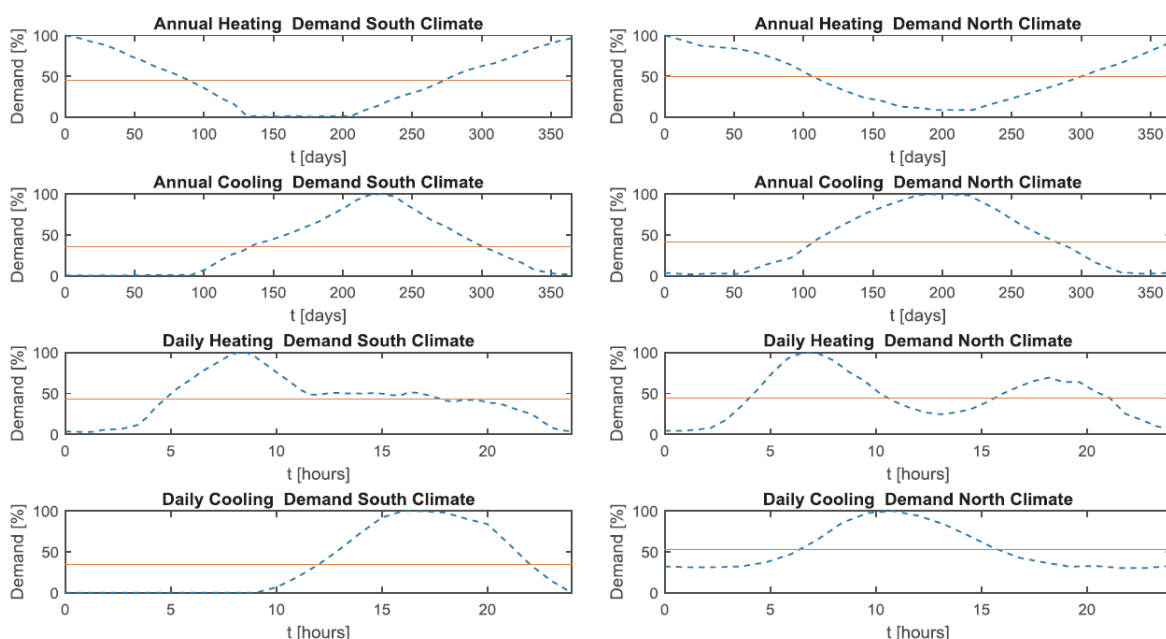 Annual Heating  Demand South Climate
Demand [%]
100
50
0
0 50 100 150 200 250 300 350
t [days]
Annual Heating  Demand North Climate
Demand [%]
100
50
0
0 50 100 150 200 250 300 350
t [days]
Annual Cooling  Demand South Climate
Demand [%]
100
50
0
0 50 100 150 200 250 300 350
t [days]
Annual Cooling  Demand North Climate
Demand [%]
100
50
0
0 50 100 150 200 250 300 350
t [days]
Daily Heating  Demand South Climate
Demand [%]
100
50
0
0 5 10 15 20
t [hours]
Daily Heating  Demand North Climate
Demand [%]
100
50
0
0 5 10 15 20
t [hours]
Daily Cooling  Demand South Climate
Demand [%]
100
50
0
0 5 10 15 20
t [hours]
Daily Cooling  Demand North Climate
Demand [%]
100
50
0
0 5 10 15 20
t [hours]